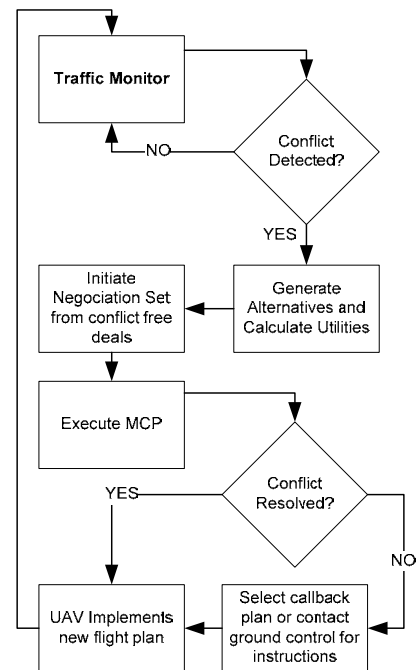 Traffic Monitor
Conflict
Detected?
NO
YES
Initiate
Negociation Set
from conflict free
deals
Generate
Alternatives and
Calculate Utilities
Execute MCP
Conflict
Resolved?
YES
NO
UAV Implements
new flight plan
Select callback
plan or contact
ground control for
instructions